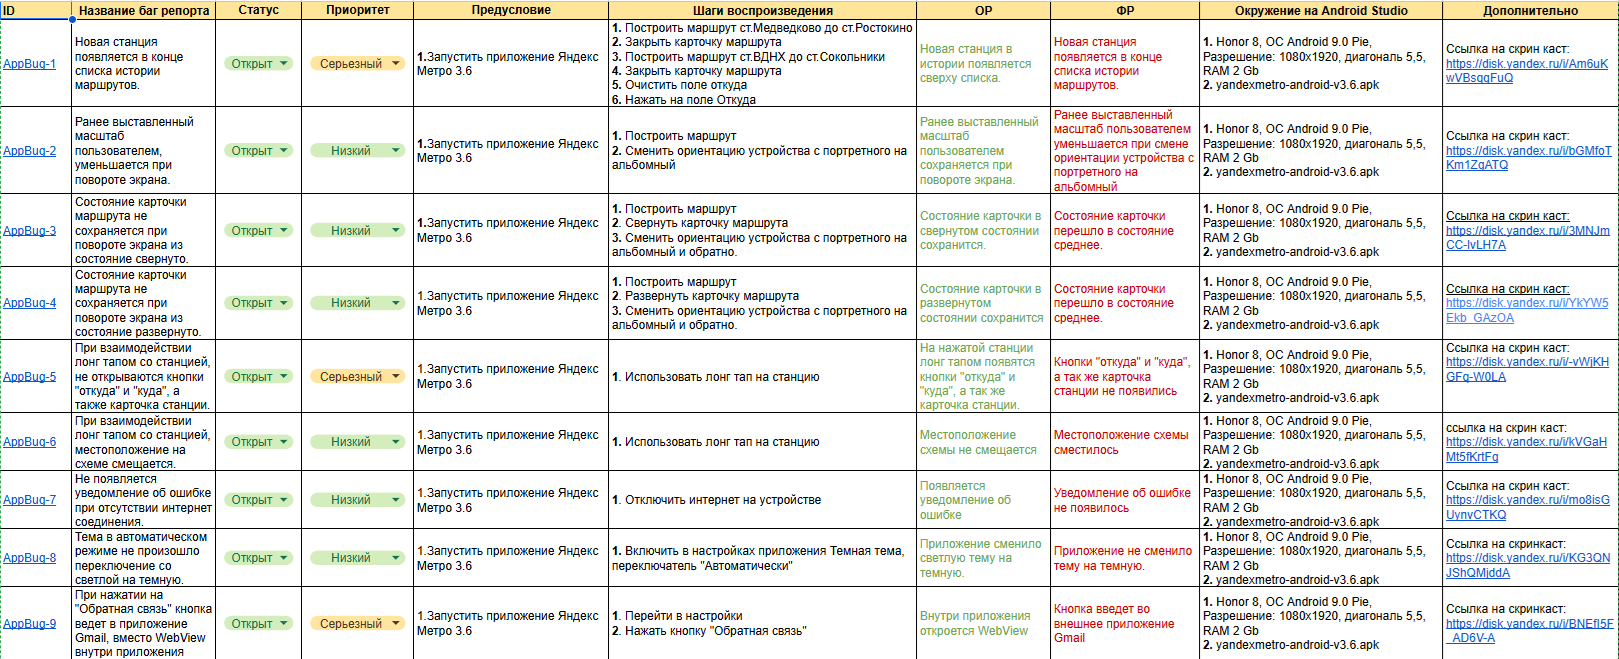 ID	Название баг репорта	Статус	Приоритет	Предусловие	Шаги воспроизведения	ОР	ФР	Окружение на Android Studio	Дополнительно
AppBug-1
Новая станция
появляется в конце
списка истории
маршрутов.
Открыт
Серьезный
1.Запустить приложение Яндекс
Метро 3.6
1. Построить маршрут ст.Медведково до ст.Ростокино
2. Закрыть карточку маршрута
3. Построить маршрут ст.ВДНХ до ст.Сокольники
4. Закрыть карточку маршрута
5. Очистить поле откуда
6. Нажать на поле Откуда
Новая станция в
истории появляется
сверху списка.
Новая станция
появляется в конце
списка истории
маршрутов.
1. Honor 8, ОС Android 9.0 Pie,
Разрешение: 1080x1920, диагональ 5,5,
RAM 2 Gb
2. yandexmetro-android-v3.6.apk
Ссылка на скрин каст:
https://disk.yandex.ru/i/Am6uK
wVBsqgFuQ
AppBug-2
Ранее выставленный
масштаб
пользователем,
уменьшается при
повороте экрана.
Открыт
Низкий
1.Запустить приложение Яндекс
Метро 3.6
1. Построить маршрут
2. Сменить ориентацию устройства с портретного на
альбомный
Ранее выставленный
масштаб
пользователем
сохраняется при
повороте экрана.
Ранее выставленный
масштаб пользователем
уменьшается при смене
ориентации устройства с
портретного на
альбомный
1. Honor 8, ОС Android 9.0 Pie,
Разрешение: 1080x1920, диагональ 5,5,
RAM 2 Gb
2. yandexmetro-android-v3.6.apk
Ссылка на скрин каст:
https://disk.yandex.ru/i/bGMfoT
Km1ZqATQ
AppBug-3
Состояние карточки
маршрута не
сохраняется при
повороте экрана из
состояние свернуто.
Открыт
Низкий
1.Запустить приложение Яндекс
Метро 3.6
1. Построить маршрут
2. Свернуть карточку маршрута
3. Сменить ориентацию устройства с портретного на
альбомный и обратно.
Состояние карточки в
свернутом состоянии
сохранится.
Состояние карточки
перешло в состояние
среднее.
1. Honor 8, ОС Android 9.0 Pie,
Разрешение: 1080x1920, диагональ 5,5,
RAM 2 Gb
2. yandexmetro-android-v3.6.apk
Ссылка на скрин каст:
https://disk.yandex.ru/i/3MNJm
CC-lvLH7A
AppBug-4
Состояние карточки
маршрута не
сохраняется при
повороте экрана из
состояние развернуто.
Открыт
Низкий
1.Запустить приложение Яндекс
Метро 3.6
1. Построить маршрут
2. Развернуть карточку маршрута
3. Сменить ориентацию устройства с портретного на
альбомный и обратно.
Состояние карточки в
развернутом
состоянии сохранится
Состояние карточки
перешло в состояние
среднее.
1. Honor 8, ОС Android 9.0 Pie,
Разрешение: 1080x1920, диагональ 5,5,
RAM 2 Gb
2. yandexmetro-android-v3.6.apk
Ссылка на скрин каст:
https://disk.yandex.ru/i/YkYW5
Ekb_GAzOA
AppBug-5
При взаимодействии
лонг тапом со станцией,
не открываются кнопки
"откуда" и "куда", а
также карточка станции.
Открыт
Серьезный
1.Запустить приложение Яндекс
Метро 3.6
1. Использовать лонг тап на станцию
На нажатой станции
лонг тапом появятся
кнопки "откуда" и
"куда", а так же
карточка станции.
Кнопки "откуда" и "куда",
а так же карточка
станции не появились
1. Honor 8, ОС Android 9.0 Pie,
Разрешение: 1080x1920, диагональ 5,5,
RAM 2 Gb
2. yandexmetro-android-v3.6.apk
Ссылка на скрин каст:
https://disk.yandex.ru/i/-vWjKH
GFq-W0LA
AppBug-6
При взаимодействии
лонг тапом со станцией,
местоположение на
схеме смещается.
Открыт
Низкий
1.Запустить приложение Яндекс
Метро 3.6
1. Использовать лонг тап на станцию
Местоположение
схемы не смещается
Местоположение схемы
сместилось
1. Honor 8, ОС Android 9.0 Pie,
Разрешение: 1080x1920, диагональ 5,5,
RAM 2 Gb
2. yandexmetro-android-v3.6.apk
ссылка на скрин каст:
https://disk.yandex.ru/i/kVGaH
Mt5fKrtFg
AppBug-7
Не появляется
уведомление об ошибке
при отсутствии интернет
соединения.
Открыт
Низкий
1.Запустить приложение Яндекс
Метро 3.6
1. Отключить интернет на устройстве
Появляется
уведомление об
ошибке
Уведомление об ошибке
не появилось
1. Honor 8, ОС Android 9.0 Pie,
Разрешение: 1080x1920, диагональ 5,5,
RAM 2 Gb
2. yandexmetro-android-v3.6.apk
Ссылка на скрин каст:
https://disk.yandex.ru/i/mo8isG
UynvCTKQ
AppBug-8
Тема в автоматическом
режиме не произошло
переключение со
светлой на темную.
Открыт
Низкий
1.Запустить приложение Яндекс
Метро 3.6
1. Включить в настройках приложения Темная тема,
переключатель "Автоматически"
Приложение сменило
светлую тему на
темную.
Приложение не сменило
тему на темную.
1. Honor 8, ОС Android 9.0 Pie,
Разрешение: 1080x1920, диагональ 5,5,
RAM 2 Gb
2. yandexmetro-android-v3.6.apk
Ссылка на скринкаст:
https://disk.yandex.ru/i/KG3QN
JShQMjddA
AppBug-9
При нажатии на
"Обратная связь" кнопка
ведет в приложение
Gmail, вместо WebView
внутри приложения
Открыт
Серьезный
1.Запустить приложение Яндекс
Метро 3.6
1. Перейти в настройки
2. Нажать кнопку "Обратная связь"
Внутри приложения
откроется WebView
Кнопка введет во
внешнее приложение
Gmail
1. Honor 8, ОС Android 9.0 Pie,
Разрешение: 1080x1920, диагональ 5,5,
RAM 2 Gb
2. yandexmetro-android-v3.6.apk
Ссылка на скринкаст:
https://disk.yandex.ru/i/BNEfI5F
_AD6V-A